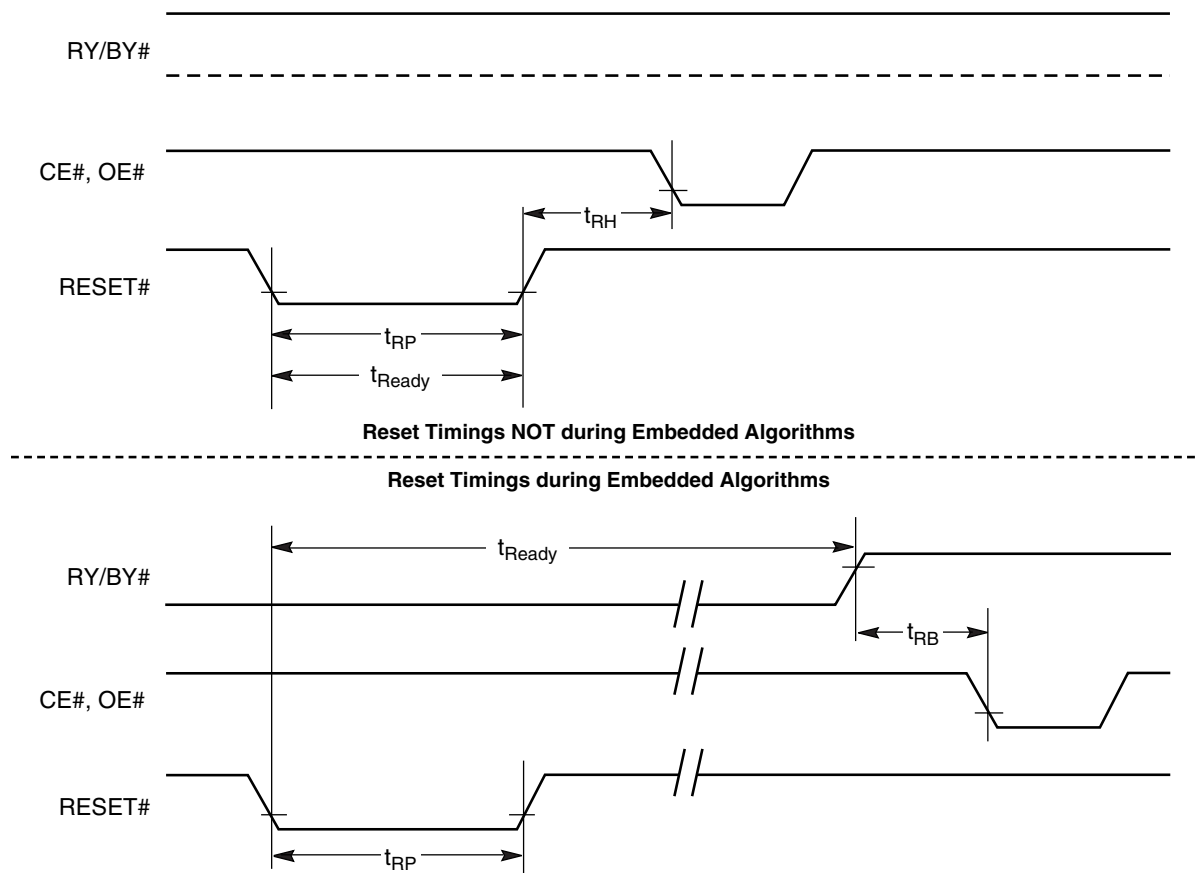 RY/BY#
CE#, OE#
tRH
RESET#
tRP
tReady
Reset Timings NOT during Embedded Algorithms
Reset Timings during Embedded Algorithms
tReady
RY/BY#
tRB
CE#, OE#
RESET#
tRP